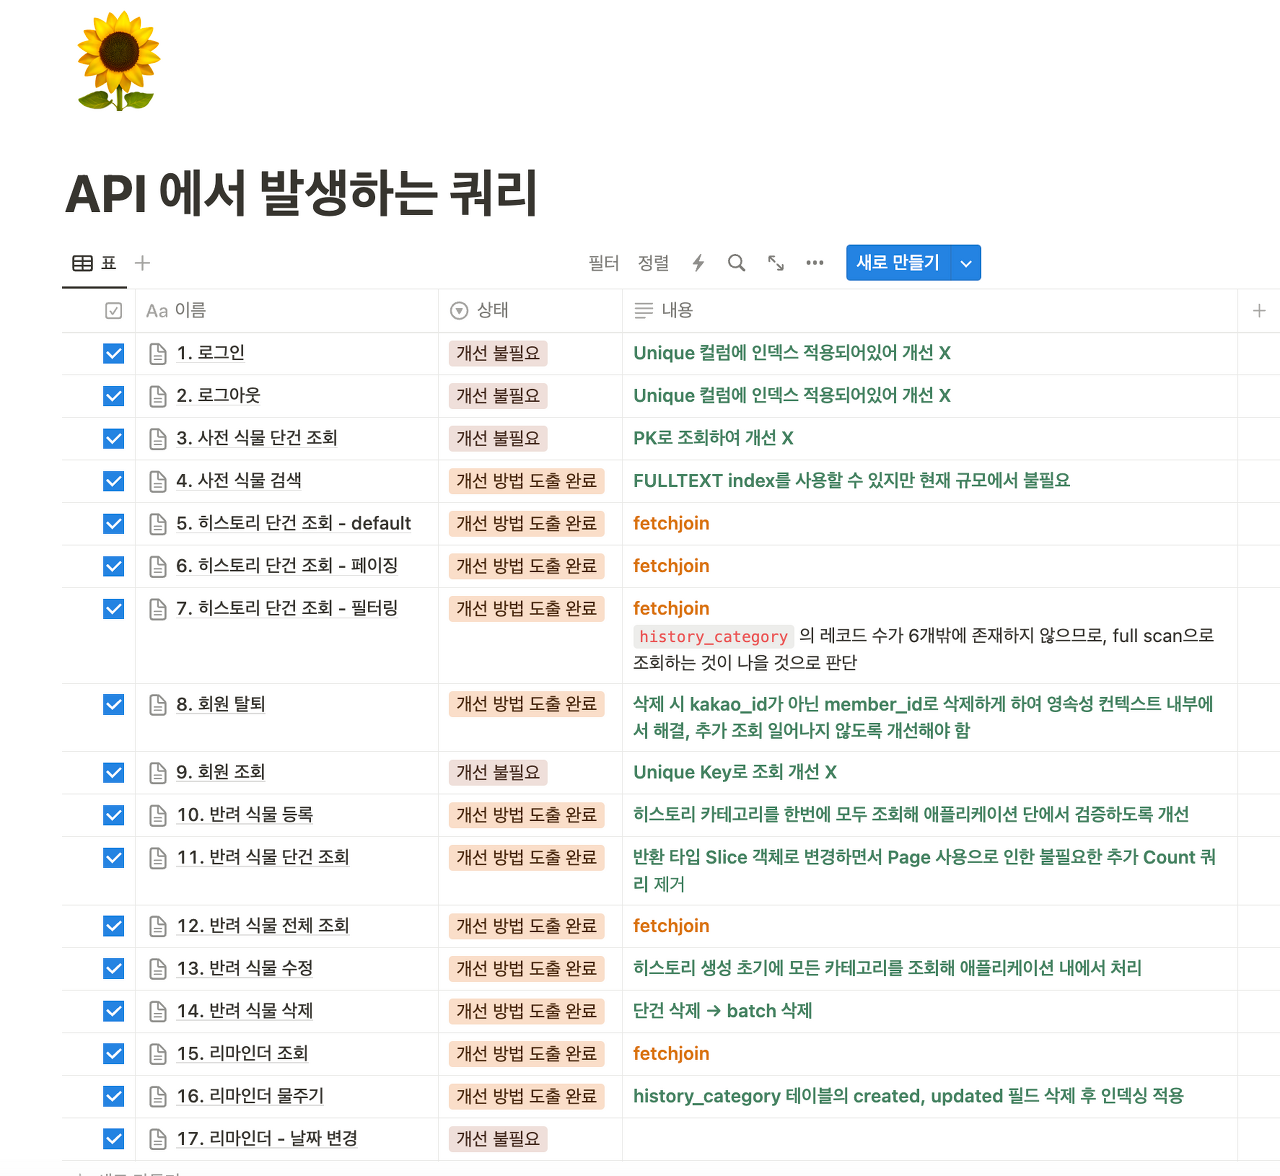 API 에서 발생하는 쿼리
표
필터 정렬 새로 만들기
Aa 이름 상태 내용
1. 로그인 개선 불필요 Unique 컬럼에 인덱스 적용되어있어 개선 X
2. 로그아웃 개선 불필요 Unique 컬럼에 인덱스 적용되어있어 개선 X
3. 사전 식물 단건 조회 개선 불필요 PK로 조회하여 개선 X
4. 사전 식물 검색 개선 방법 도출 완료 FULLTEXT index를 사용할 수 있지만 현재 규모에서 불필요
5. 히스토리 단건 조회 - default 개선 방법 도출 완료 fetchjoin
6. 히스토리 단건 조회 - 페이징 개선 방법 도출 완료 fetchjoin
7. 히스토리 단건 조회 - 필터링 개선 방법 도출 완료 fetchjoin
history_category 의 레코드 수가 6개밖에 존재하지 않으므로, full scan으로
조회하는 것이 나을 것으로 판단
8. 회원 탈퇴 개선 방법 도출 완료 삭제 시 kakao_id가 아닌 member_id로 삭제하게 하여 영속성 컨텍스트 내부에
서 해결, 추가 조회 일어나지 않도록 개선해야 함
9. 회원 조회 개선 불필요 Unique Key로 조회 개선 X
10. 반려 식물 등록 개선 방법 도출 완료 히스토리 카테고리를 한번에 모두 조회해 애플리케이션 단에서 검증하도록 개선
11. 반려 식물 단건 조회 개선 방법 도출 완료 반환 타입 Slice 객체로 변경하면서 Page 사용으로 인한 불필요한 추가 Count 쿼
리 제거
12. 반려 식물 전체 조회 개선 방법 도출 완료 fetchjoin
13. 반려 식물 수정 개선 방법 도출 완료 히스토리 생성 초기에 모든 카테고리를 조회해 애플리케이션 내에서 처리
14. 반려 식물 삭제 개선 방법 도출 완료 단건 삭제 → batch 삭제
15. 리마인더 조회 개선 방법 도출 완료 fetchjoin
16. 리마인더 물주기 개선 방법 도출 완료 history_category 테이블의 created, updated 필드 삭제 후 인덱싱 적용
17. 리마인더 - 날짜 변경 개선 불필요